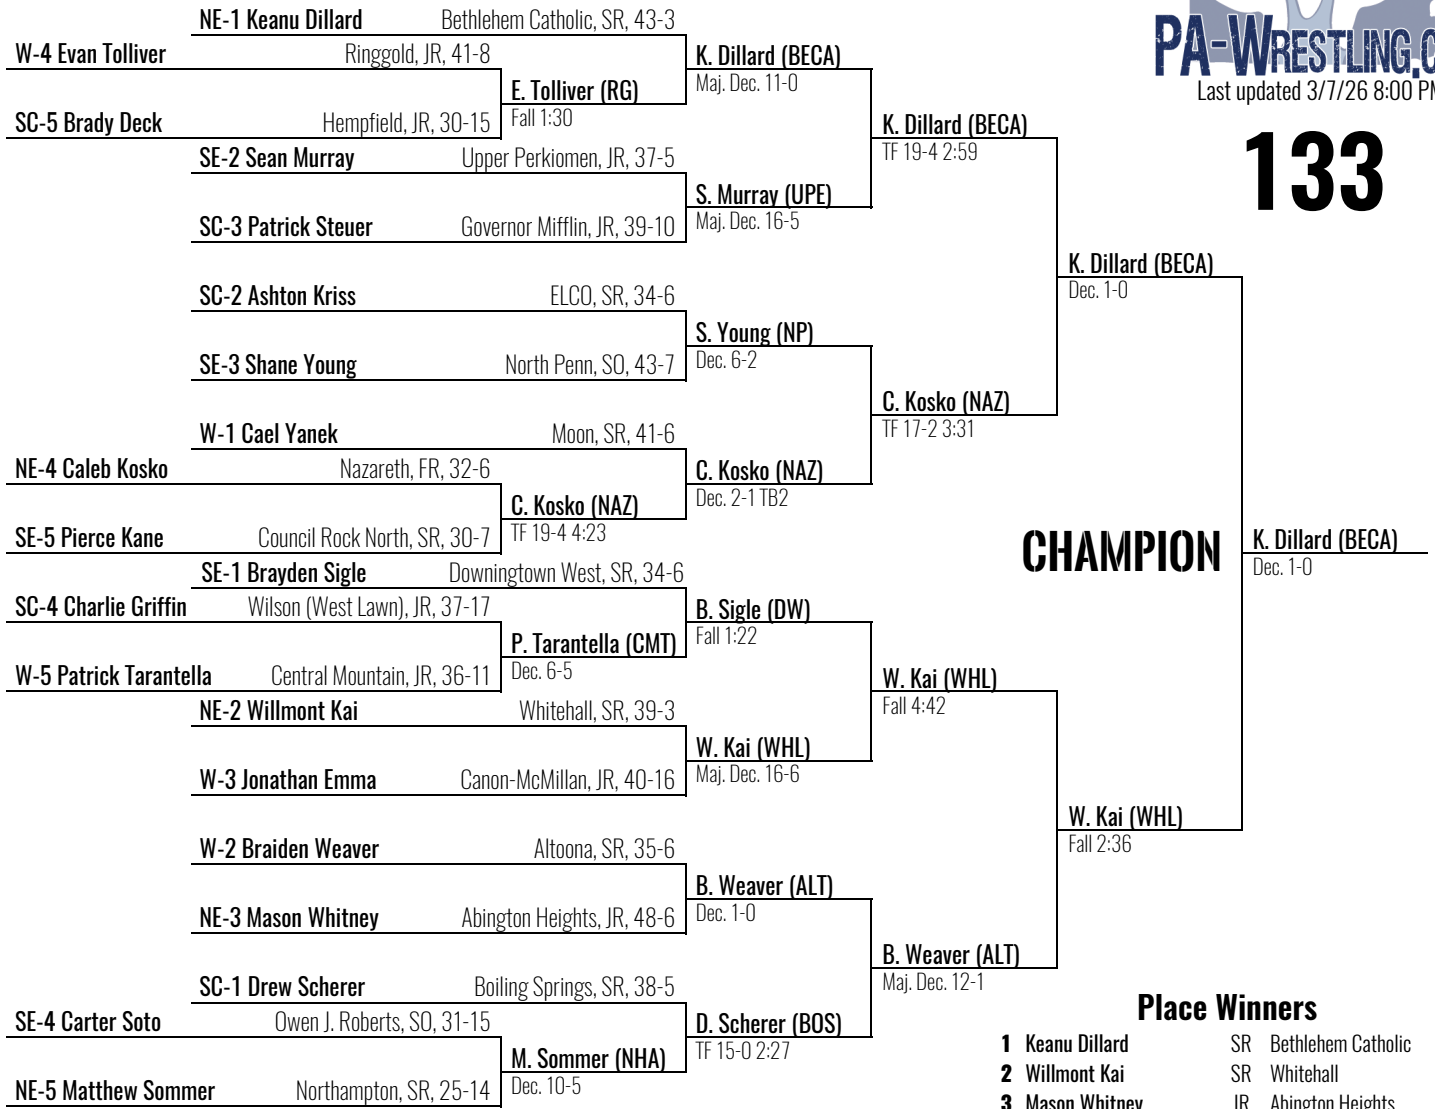 NE-1 Keanu Dillard Bethlehem Catholic, SR, 43-3
W-4 Evan Tolliver Ringgold, JR, 41-8
K. Dillard (BECA)
Maj. Dec. 11-0
E. Tolliver (RG)
Fall 1:30
SC-5 Brady Deck Hempfield, JR, 30-15
K. Dillard (BECA)
TF 19-4 2:59
SE-2 Sean Murray Upper Perkiomen, JR, 37-5
S. Murray (UPE)
Maj. Dec. 16-5
SC-3 Patrick Steuer Governor Mifflin, JR, 39-10
K. Dillard (BECA)
Dec. 1-0
SC-2 Ashton Kriss ELCO, SR, 34-6
S. Young (NP)
Dec. 6-2
SE-3 Shane Young North Penn, SO, 43-7
C. Kosko (NAZ)
TF 17-2 3:31
W-1 Cael Yanek Moon, SR, 41-6
NE-4 Caleb Kosko Nazareth, FR, 32-6
C. Kosko (NAZ)
Dec. 2-1 TB2
C. Kosko (NAZ)
TF 19-4 4:23
SE-5 Pierce Kane Council Rock North, SR, 30-7
CHAMPION
K. Dillard (BECA)
Dec. 1-0
SE-1 Brayden Sigle Downingtown West, SR, 34-6
SC-4 Charlie Griffin Wilson (West Lawn), JR, 37-17
B. Sigle (DW)
Fall 1:22
P. Tarantella (CMT)
Dec. 6-5
W-5 Patrick Tarantella Central Mountain, JR, 36-11
W. Kai (WHL)
Fall 4:42
NE-2 Willmont Kai Whitehall, SR, 39-3
W. Kai (WHL)
Maj. Dec. 16-6
W-3 Jonathan Emma Canon-McMillan, JR, 40-16
W. Kai (WHL)
Fall 2:36
W-2 Braiden Weaver Altoona, SR, 35-6
B. Weaver (ALT)
Dec. 1-0
NE-3 Mason Whitney Abington Heights, JR, 48-6
B. Weaver (ALT)
Maj. Dec. 12-1
SC-1 Drew Scherer Boiling Springs, SR, 38-5
SE-4 Carter Soto Owen J. Roberts, SO, 31-15
D. Scherer (BOS)
TF 15-0 2:27
M. Sommer (NHA)
Dec. 10-5
NE-5 Matthew Sommer Northampton, SR, 25-14
PA-WRESTLING.C
Last updated 3/7/26 8:00 PM
133
Place Winners
1 Keanu Dillard SR Bethlehem Catholic
2 Willmont Kai SR Whitehall
3 Mason Whitney JR Abington Heights